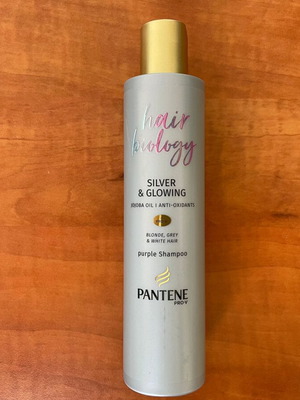 hair
biology
SILVER
& GLOWING
JOJOBA OIL | ANTI-OXIDANTS
BLONDE, GREY
& WHITE HAIR
purple Shampoo
PANTENE
PRO-V